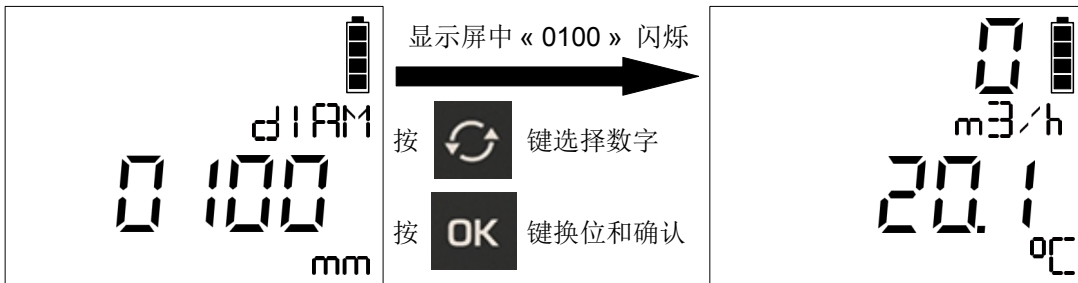 dIAM
0100
mm
显示屏中 « 0100 » 闪烁
按 键选择数字
按 OK 键换位和确认
0
m3/h
20.1
°C